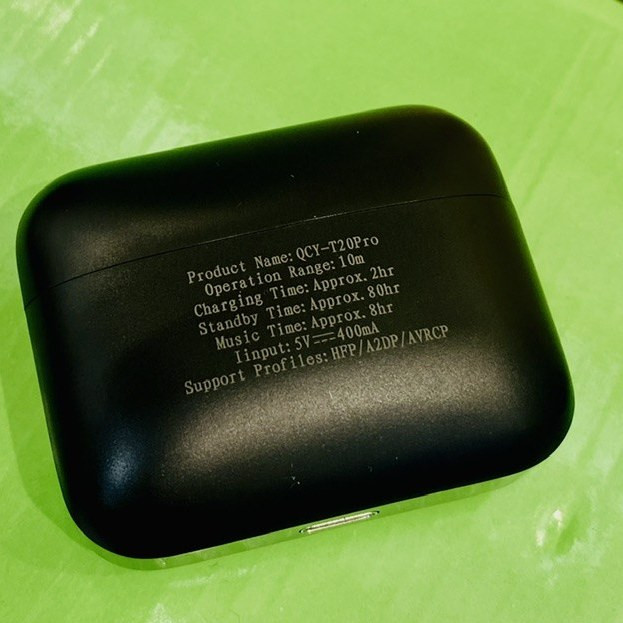 Product Name:QCY-T20Pro
Operation Range:10m
Charging Time:Approx.2hr
Standby Time:Approx.80hr
Music Time:Approx.8hr
Iinput:5V⎓400mA
Support Profiles:HFP/A2DP/AVRCP